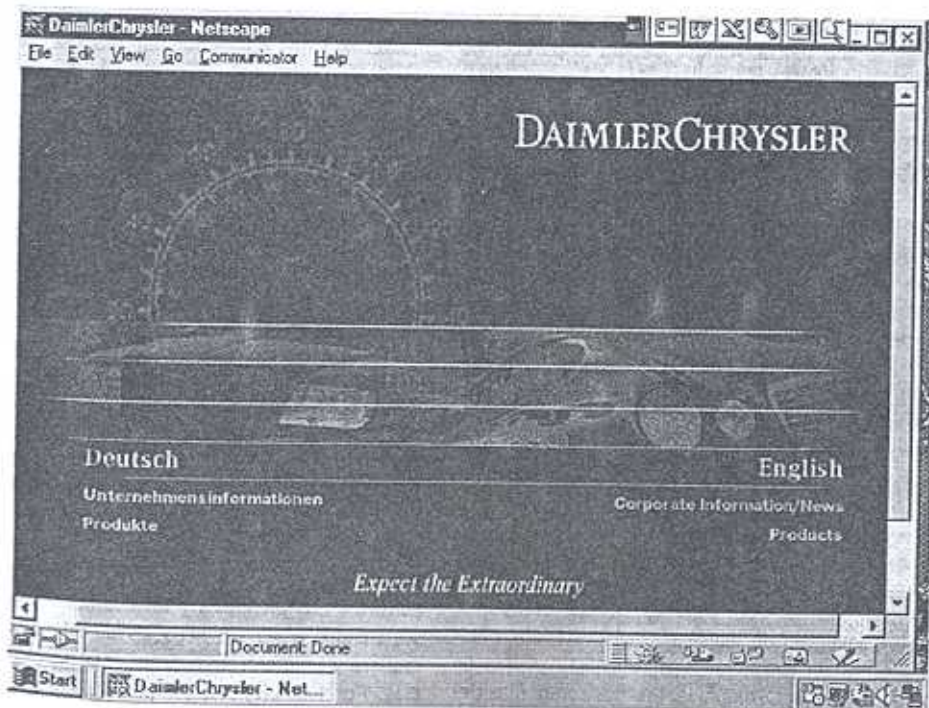 DaimlerChrysler - Netscape
File Edit View Go Communicator Help
DAIMLERCHRYSLER
Deutsch
Unternehmensinformationen
Produkte
English
Corporate Information/News
Products
Expect the Extraordinary
Document: Done
Start
DaimlerChrysler - Net...